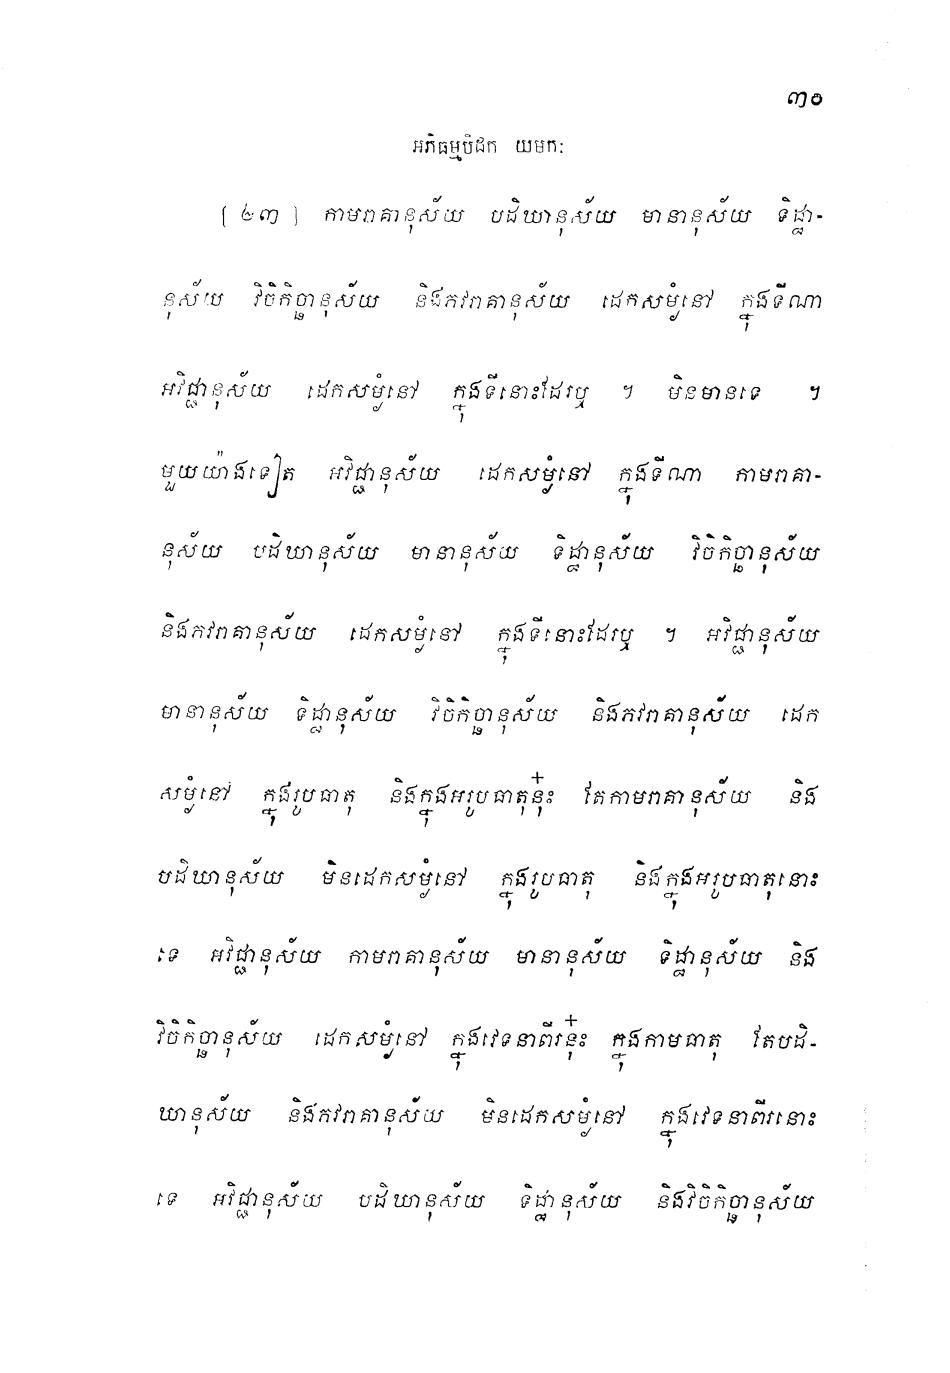 ៣០
អភិធម្មបិដក យមក:
[ ៤៣ ] កាមរាគានុស័យ បដិឃានុស័យ មានានុស័យ ទិដ្ឋា-
នុស័យ វិចិកិច្ឆានុស័យ និងភវរាគានុស័យ ដេកសម្ងំនៅ ក្នុងទីណា
អវិជ្ជានុស័យ ដេកសម្ងំនៅ ក្នុងទីនោះដែរឬ ។ មិនមានទេ ។
មួយយ៉ាងទៀត អវិជ្ជានុស័យ ដេកសម្ងំនៅ ក្នុងទីណា កាមរាគា-
នុស័យ បដិឃានុស័យ មានានុស័យ ទិដ្ឋានុស័យ វិចិកិច្ឆានុស័យ
និងភវរាគានុស័យ ដេកសម្ងំនៅ ក្នុងទីនោះដែរឬ ។ អវិជ្ជានុស័យ
មានានុស័យ ទិដ្ឋានុស័យ វិចិកិច្ឆានុស័យ និងភវរាគានុស័យ ដេក
សម្ងំនៅ ក្នុងរូបធាតុ និងក្នុងអរូបធាតុនុ៎ះ តែកាមរាគានុស័យ និង
បដិឃានុស័យ មិនដេកសម្ងំនៅ ក្នុងរូបធាតុ និងក្នុងអរូបធាតុនោះ
ទេ អវិជ្ជានុស័យ កាមរាគានុស័យ មានានុស័យ ទិដ្ឋានុស័យ និង
វិចិកិច្ឆានុស័យ ដេកសម្ងំនៅ ក្នុងវេទនាពីរនុ៎ះ ក្នុងកាមធាតុ តែបដិ-
ឃានុស័យ និងភវរាគានុស័យ មិនដេកសម្ងំនៅ ក្នុងវេទនាពីរនោះ
ទេ អវិជ្ជានុស័យ បដិឃានុស័យ ទិដ្ឋានុស័យ និងវិចិកិច្ឆានុស័យ